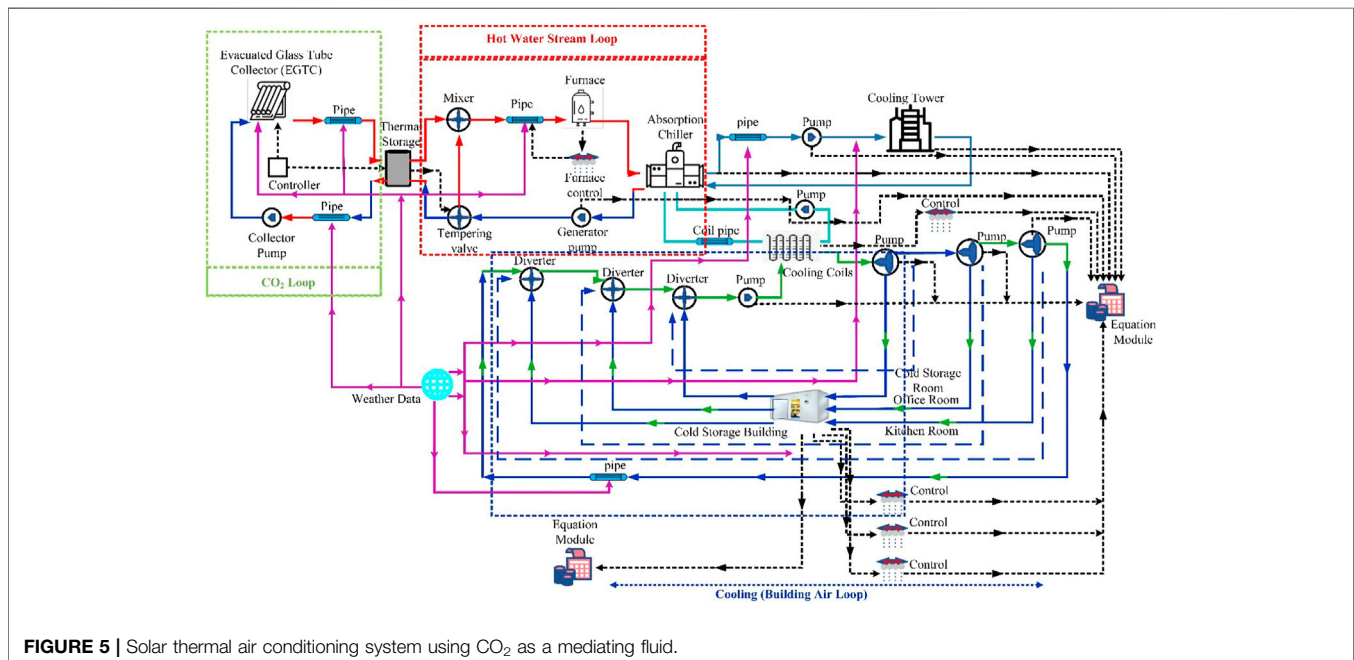 Hot Water Stream Loop
Evacuated Glass Tube
Collector (EGTC)
Pipe
Thermal
Storage
Controller
Pipe
Collector
Pump
CO₂ Loop
Mixer
Pipe
Furnace
Furnace
control
Tempering
valve
Generator
pump
Absorption
Chiller
pipe
Pump
Cooling Tower
Pump
Control
Coil pipe
Cooling Coils
Pump
Pump
Pump
Diverter
Diverter
Diverter
Pump
Equation
Module
Weather Data
Cold Storage
Room
Office Room
Kitchen Room
Cold Storage Building
pipe
Control
Control
Control
Equation
Module
Cooling (Building Air Loop)
FIGURE 5 | Solar thermal air conditioning system using CO₂ as a mediating fluid.